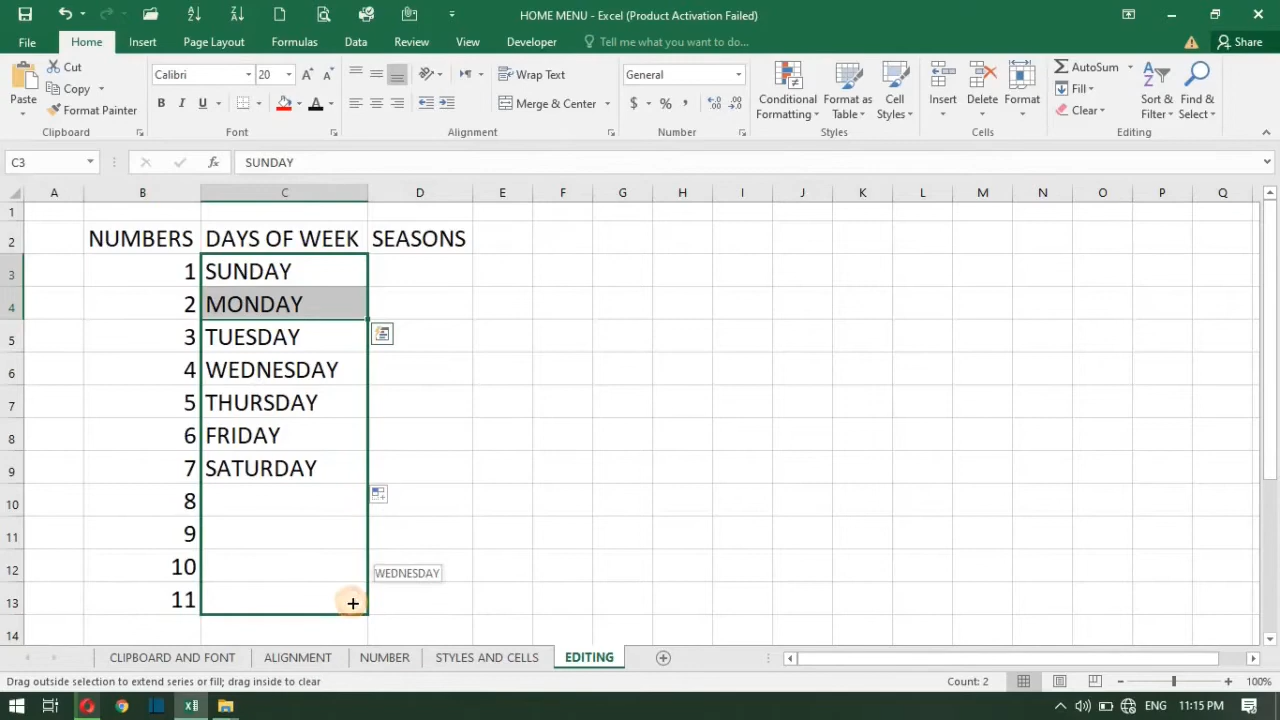 HOME MENU - Excel (Product Activation Failed)
File Home Insert Page Layout Formulas Data Review View Developer Tell me what you want to do... Share
Paste
Cut
Copy
Format Painter
Clipboard
Calibri 20
B I U
A A
A
Font
Wrap Text
Merge & Center
Alignment
General
$ % ,
Number
Conditional Formatting
Format as Table
Cell Styles
Styles
Insert Delete Format
Cells
AutoSum
Fill
Clear
Sort & Filter
Find & Select
Editing
C3 fx SUNDAY
A B C D E F G H I J K L M N O P Q
1
2 NUMBERS DAYS OF WEEK SEASONS
3 1 SUNDAY
4 2 MONDAY
5 3 TUESDAY
6 4 WEDNESDAY
7 5 THURSDAY
8 6 FRIDAY
9 7 SATURDAY
10 8
11 9
12 10 WEDNESDAY
13 11
14
CLIPBOARD AND FONT ALIGNMENT NUMBER STYLES AND CELLS EDITING
Drag outside selection to extend series or fill; drag inside to clear Count: 2 100%
ENG 11:15 PM